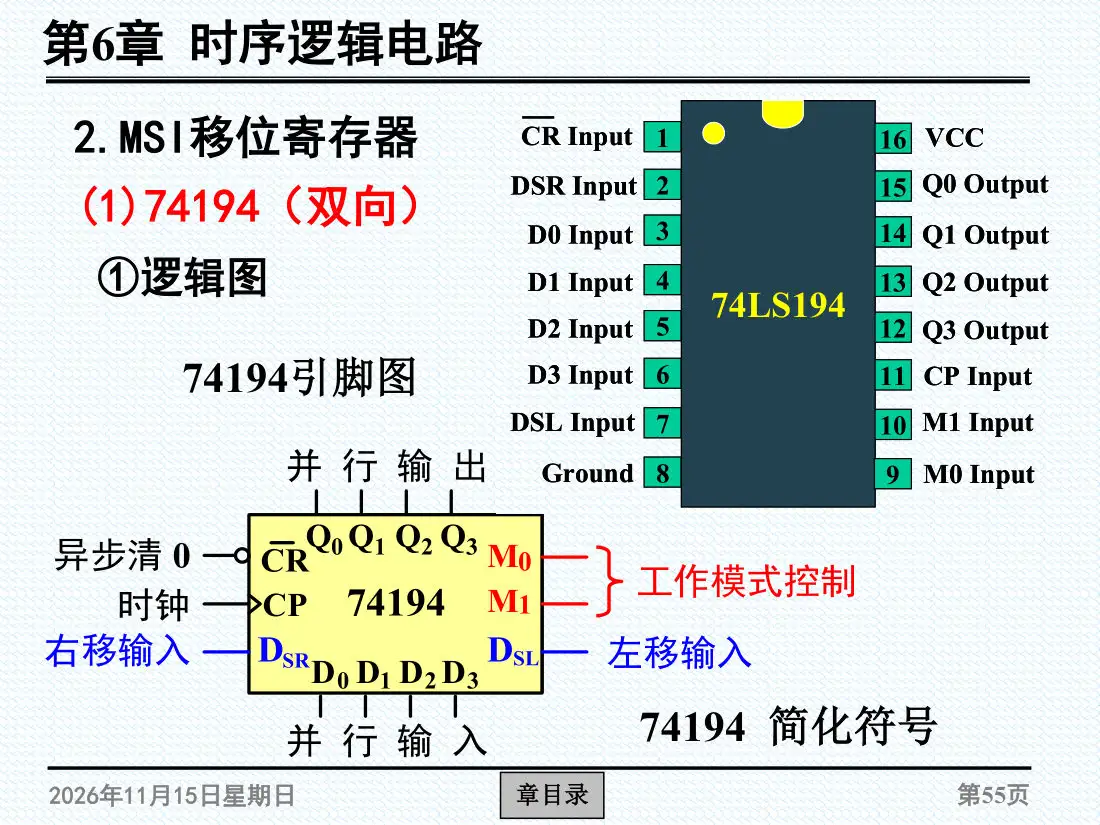 第6章 时序逻辑电路
2.MSI移位寄存器
(1)74194（双向）
①逻辑图
74194引脚图
C̅R̅ Input 1
DSR Input 2
D0 Input 3
D1 Input 4
D2 Input 5
D3 Input 6
DSL Input 7
Ground 8
74LS194
16 VCC
15 Q0 Output
14 Q1 Output
13 Q2 Output
12 Q3 Output
11 CP Input
10 M1 Input
9 M0 Input
并 行 输 出
Q0 Q1 Q2 Q3
异步清 0 C̅R̅ M0
时钟 CP 74194 M1
工作模式控制
右移输入 DSR DSL 左移输入
D0 D1 D2 D3
并 行 输 入
74194 简化符号
2026年11月15日星期日
章目录
第55页